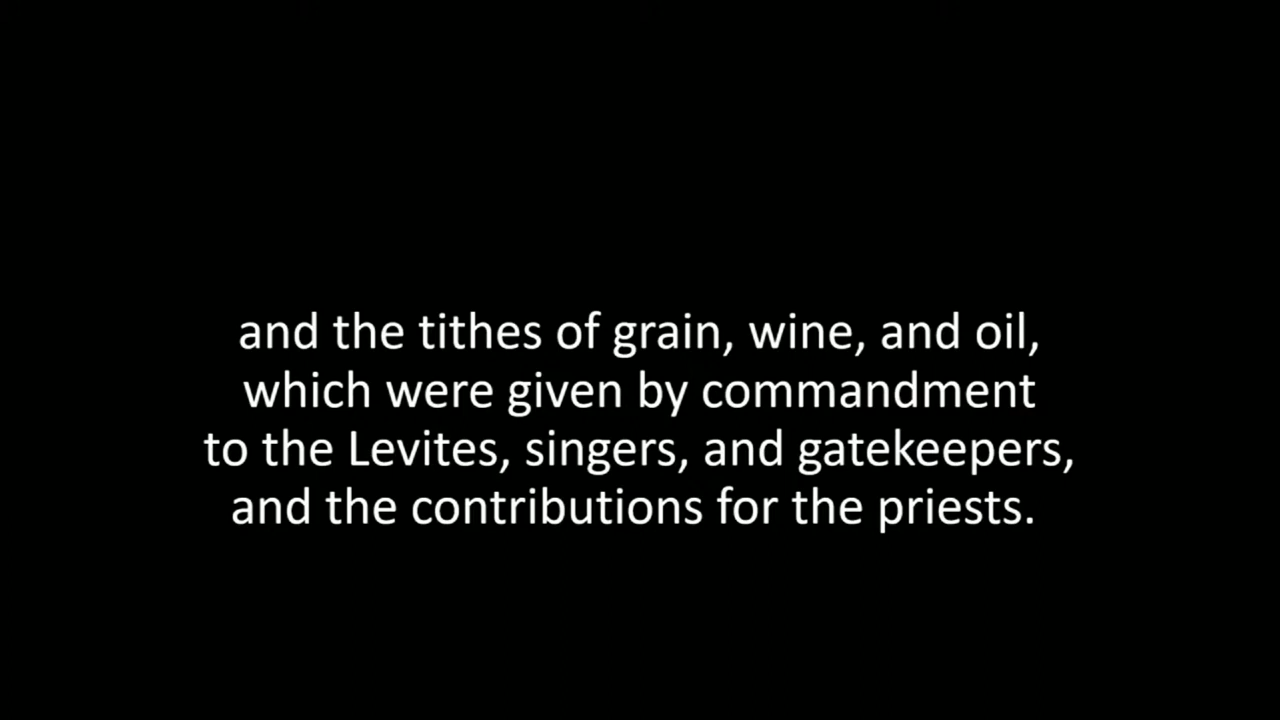 and the tithes of grain, wine, and oil,
which were given by commandment
to the Levites, singers, and gatekeepers,
and the contributions for the priests.